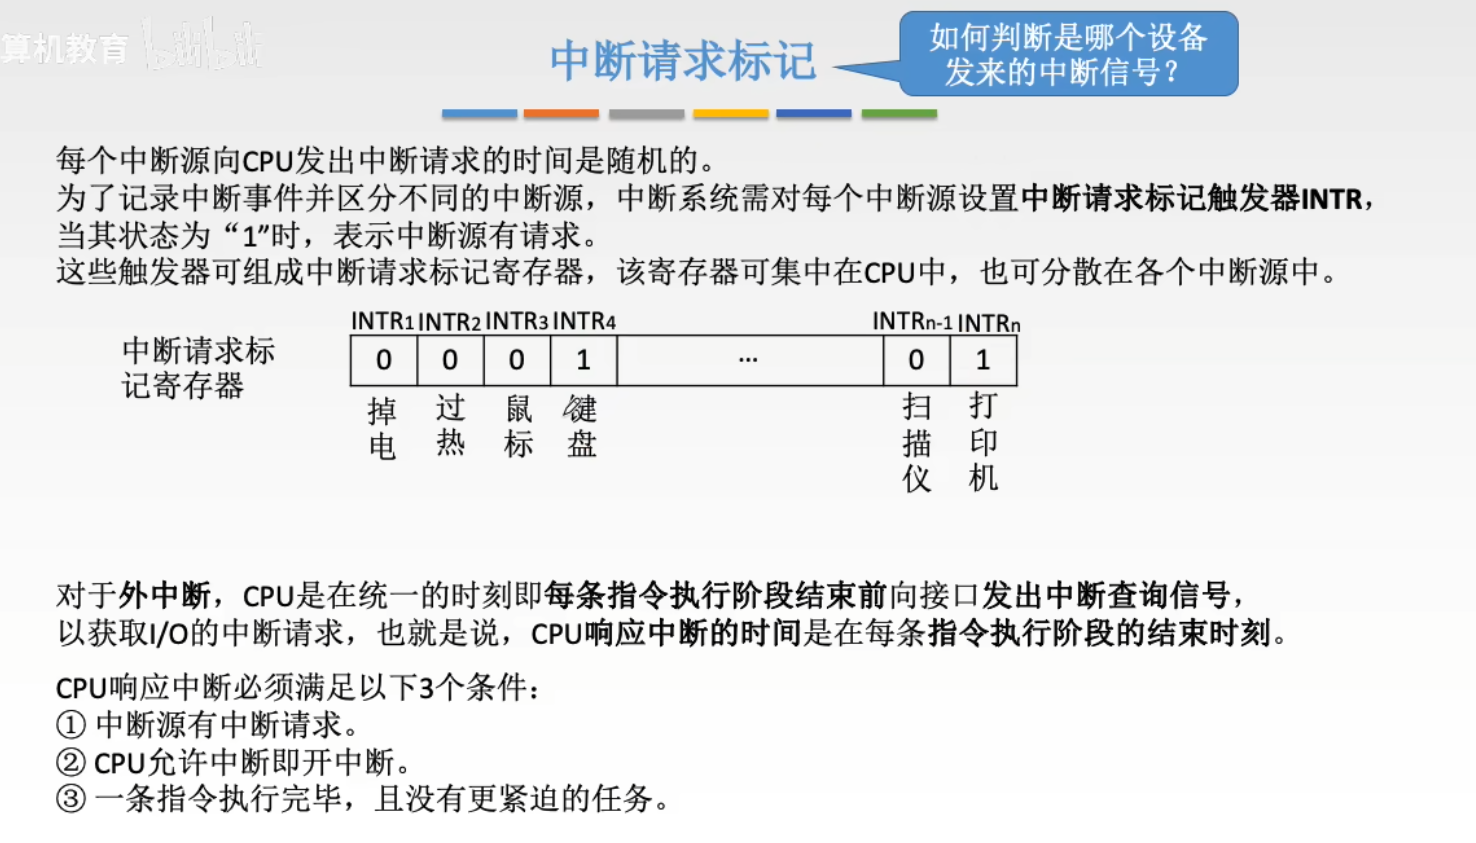 算机教育 bilibili
中断请求标记
如何判断是哪个设备
发来的中断信号？
每个中断源向CPU发出中断请求的时间是随机的。
为了记录中断事件并区分不同的中断源，中断系统需对每个中断源设置中断请求标记触发器INTR，
当其状态为“1”时，表示中断源有请求。
这些触发器可组成中断请求标记寄存器，该寄存器可集中在CPU中，也可分散在各个中断源中。
INTR1 INTR2 INTR3 INTR4 INTRn-1 INTRn
中断请求标
记寄存器
0 0 0 1 ... 0 1
掉电 过热 鼠标 键盘 扫描仪 打印机
对于外中断，CPU是在统一的时刻即每条指令执行阶段结束前向接口发出中断查询信号，
以获取I/O的中断请求，也就是说，CPU响应中断的时间是在每条指令执行阶段的结束时刻。
CPU响应中断必须满足以下3个条件：
① 中断源有中断请求。
② CPU允许中断即开中断。
③ 一条指令执行完毕，且没有更紧迫的任务。